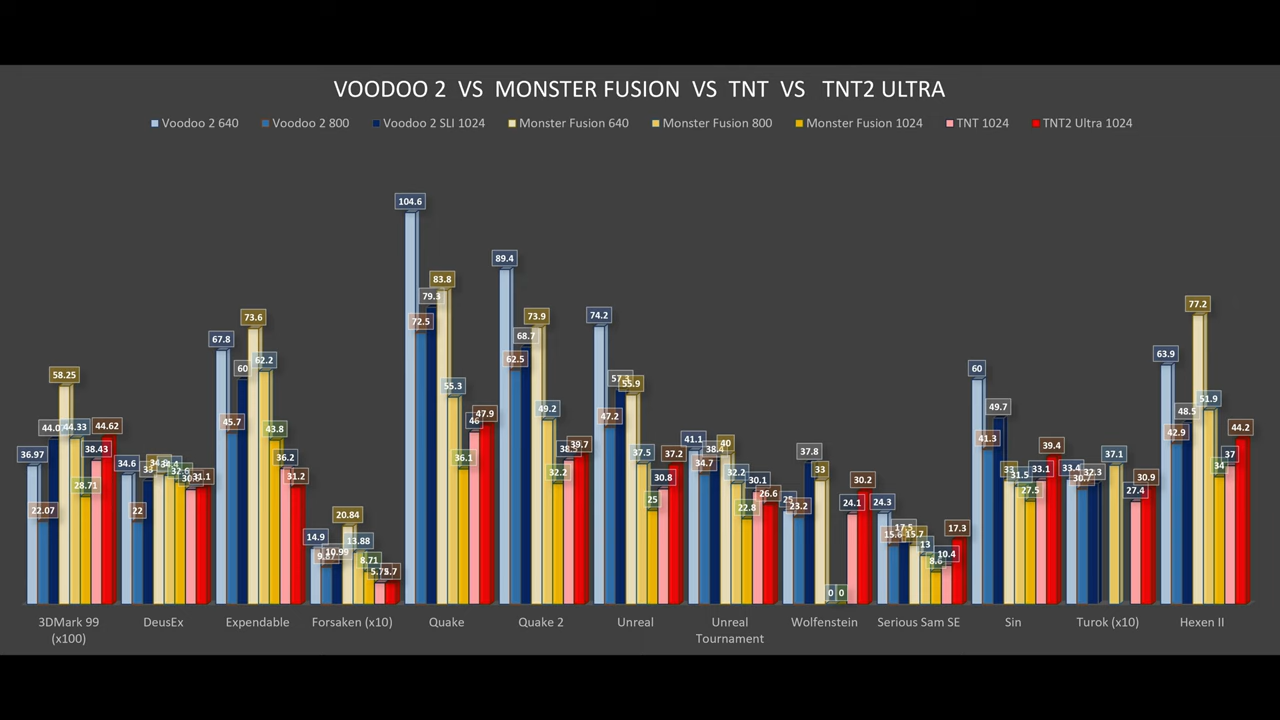 VOODOO 2 VS MONSTER FUSION VS TNT VS TNT2 ULTRA
Voodoo 2 640 Voodoo 2 800 Voodoo 2 SLI 1024 Monster Fusion 640 Monster Fusion 800 Monster Fusion 1024 TNT 1024 TNT2 Ultra 1024
36.97 22.07 58.25 44.33 28.71 38.43 44.62
34.6 22 33 31.1
67.8 45.7 60 73.6 62.2 43.8 36.2 31.2
14.9 10.99 20.84 13.88 8.71 5.7
104.6 72.5 79.3 83.8 55.3 36.1 46 47.9
89.4 62.5 68.7 73.9 49.2 32.2 39.7
74.2 47.2 55.9 37.5 25 30.8 37.2
41.1 34.7 38.4 40 32.2 22.8 30.1 26.6
25 23.2 37.8 33 0 0 24.1 30.2
24.3 17.5 15.7 13 8.6 10.4 17.3
60 41.3 49.7 33 31.5 27.5 33.1 39.4
33.4 30.7 32.3 37.1 27.4 30.9
63.9 42.9 48.5 77.2 51.9 34 37 44.2
3DMark 99 DeusEx Expendable Forsaken (x10) Quake Quake 2 Unreal Unreal Wolfenstein Serious Sam SE Sin Turok (x10) Hexen II
(x100) Tournament